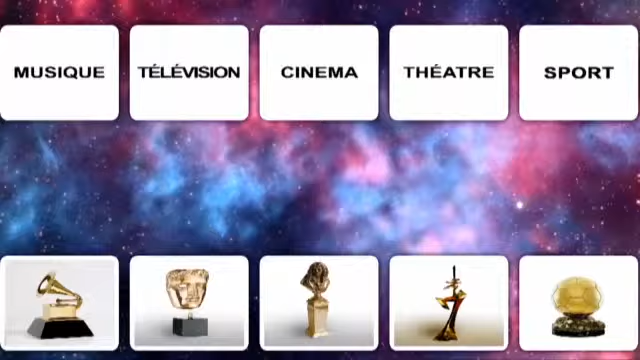 MUSIQUE
TÉLÉVISION
CINEMA
THÉATRE
SPORT